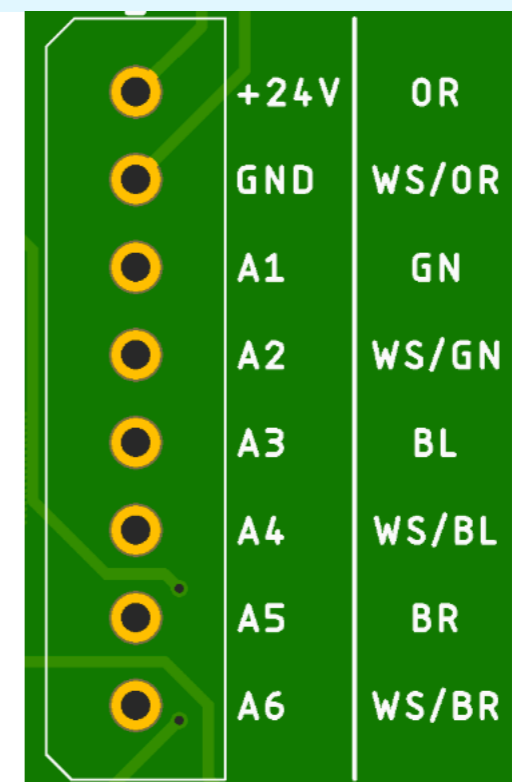 +24V OR
GND WS/OR
A1 GN
A2 WS/GN
A3 BL
A4 WS/BL
A5 BR
A6 WS/BR